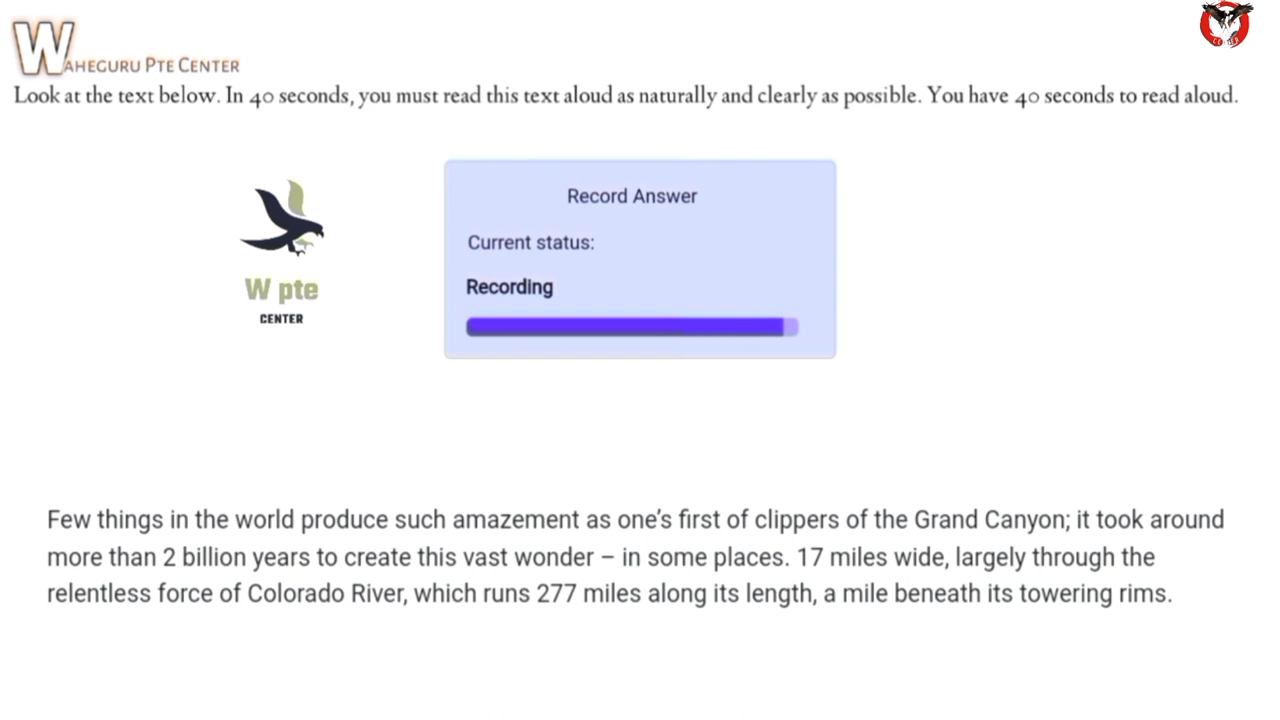 WAHEGURU PTE CENTER
Look at the text below. In 40 seconds, you must read this text aloud as naturally and clearly as possible. You have 40 seconds to read aloud.
Record Answer
Current status:
Recording
W pte
CENTER
Few things in the world produce such amazement as one’s first of clippers of the Grand Canyon; it took around
more than 2 billion years to create this vast wonder – in some places. 17 miles wide, largely through the
relentless force of Colorado River, which runs 277 miles along its length, a mile beneath its towering rims.